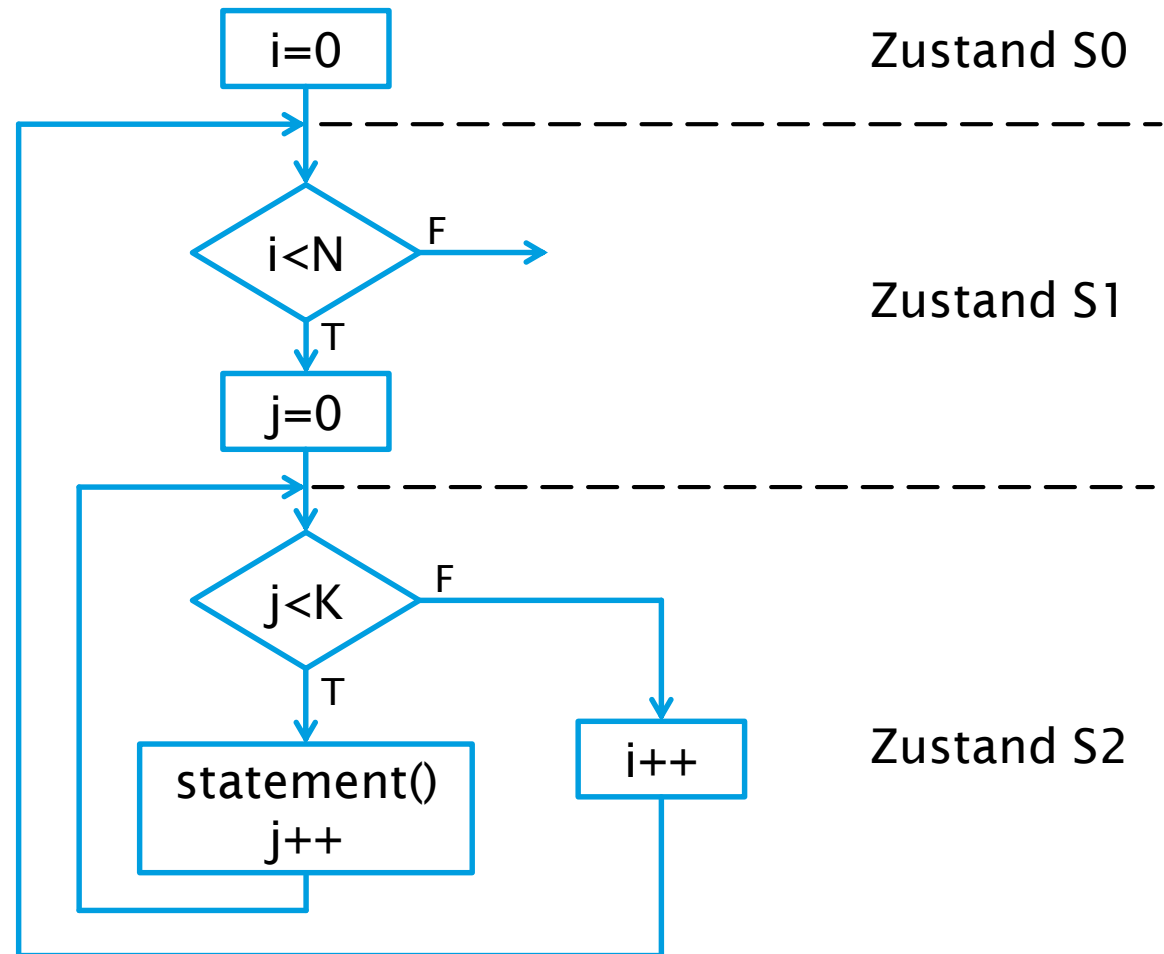 i=0
Zustand S0
i<N
F
Zustand S1
T
j=0
j<K
F
T
statement()
j++
i++
Zustand S2